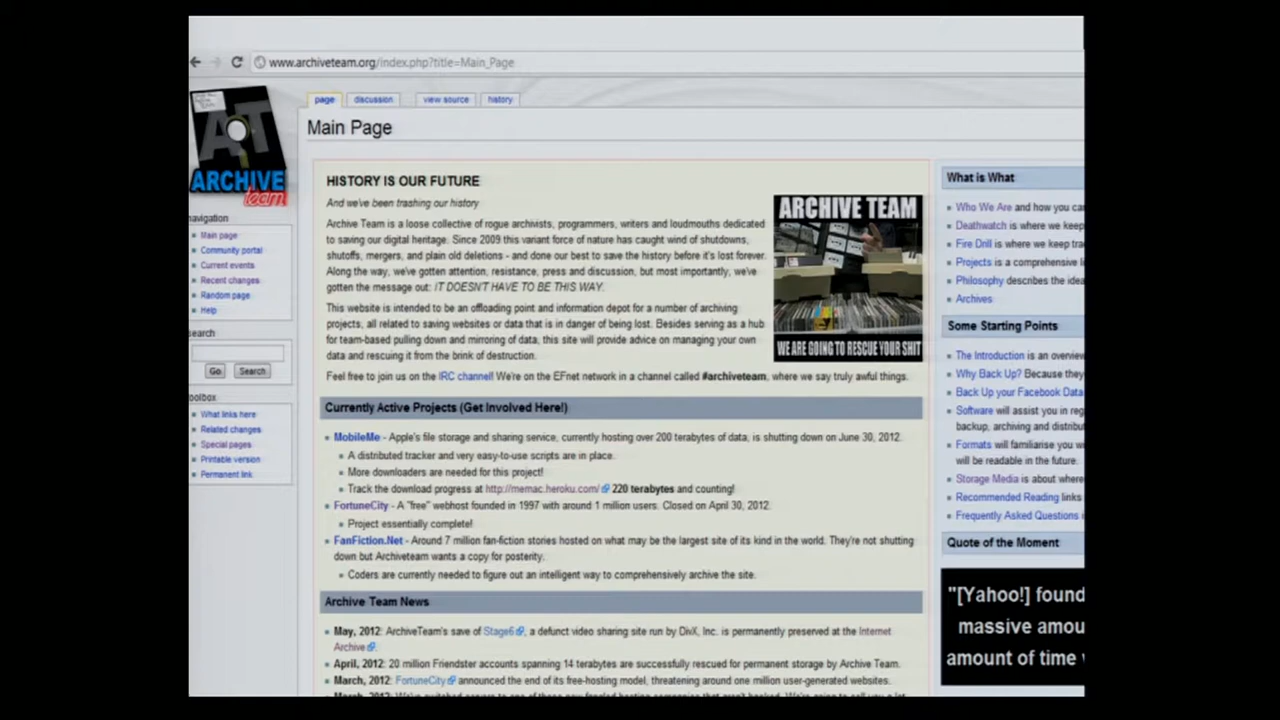 www.archiveteam.org/index.php?title=Main_Page
page
discussion
view source
history
Main Page
AT
ARCHIVE
team
navigation
Main page
Community portal
Current events
Recent changes
Random page
Help
search
Go
Search
toolbox
What links here
Related changes
Special pages
Printable version
Permanent link
HISTORY IS OUR FUTURE
And we've been trashing our history
Archive Team is a loose collective of rogue archivists, programmers, writers and loudmouths dedicated
to saving our digital heritage. Since 2009 this variant force of nature has caught wind of shutdowns,
shutoffs, mergers, and plain old deletions - and done our best to save the history before it's lost forever.
Along the way, we've gotten attention, resistance, press and discussion, but most importantly, we've
gotten the message out: IT DOESN'T HAVE TO BE THIS WAY.
This website is intended to be an offloading point and information depot for a number of archiving
projects, all related to saving websites or data that is in danger of being lost. Besides serving as a hub
for team-based pulling down and mirroring of data, this site will provide advice on managing your own
data and rescuing it from the brink of destruction.
Feel free to join us on the IRC channel! We're on the EFnet network in a channel called #archiveteam, where we say truly awful things.
ARCHIVE TEAM
WE ARE GOING TO RESCUE YOUR SHIT
Currently Active Projects (Get Involved Here!)
MobileMe - Apple's file storage and sharing service, currently hosting over 200 terabytes of data, is shutting down on June 30, 2012.
A distributed tracker and very easy-to-use scripts are in place.
More downloaders are needed for this project!
Track the download progress at http://memac.heroku.com/ 220 terabytes and counting!
FortuneCity - A "free" webhost founded in 1997 with around 1 million users. Closed on April 30, 2012.
Project essentially complete!
FanFiction.Net - Around 7 million fan-fiction stories hosted on what may be the largest site of its kind in the world. They're not shutting
down but Archiveteam wants a copy for posterity.
Coders are currently needed to figure out an intelligent way to comprehensively archive the site.
Archive Team News
May, 2012: ArchiveTeam's save of Stage6, a defunct video sharing site run by DivX, Inc. is permanently preserved at the Internet
Archive.
April, 2012: 20 million Friendster accounts spanning 14 terabytes are successfully rescued for permanent storage by Archive Team.
March, 2012: FortuneCity announced the end of its free-hosting model, threatening around one million user-generated websites.
What is What
Who We Are and how you ca
Deathwatch is where we keep
Fire Drill is where we keep tra
Projects is a comprehensive l
Philosophy describes the idea
Archives
Some Starting Points
The Introduction is an overview
Why Back Up? Because they
Back Up your Facebook Data
Software will assist you in reg
backup, archiving and distribu
Formats will familiarise you w
will be readable in the future.
Storage Media is about where
Recommended Reading links
Frequently Asked Questions i
Quote of the Moment
"[Yahoo!] found
massive amou
amount of time